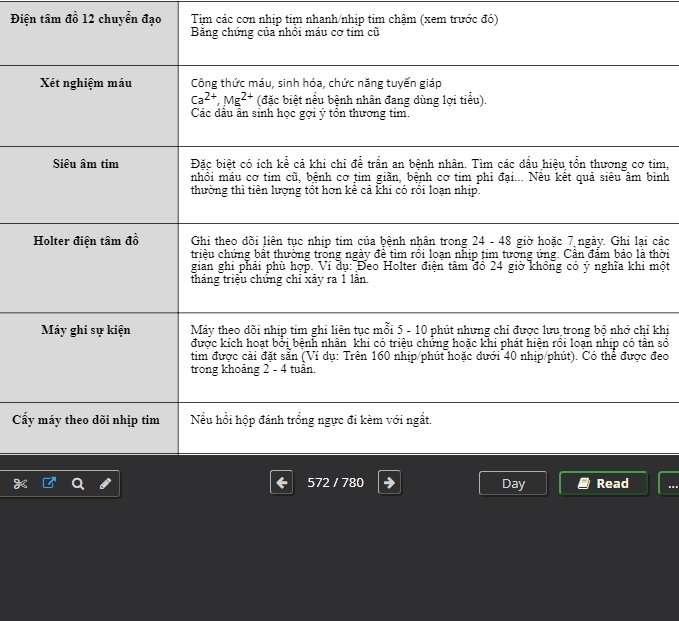 Điện tâm đồ 12 chuyển đạo
Tìm các cơn nhịp tim nhanh/nhịp tim chậm (xem trước đó)
Bằng chứng của nhồi máu cơ tim cũ
Xét nghiệm máu
Công thức máu, sinh hóa, chức năng tuyến giáp
Ca2+, Mg2+ (đặc biệt nếu bệnh nhân đang dùng lợi tiểu).
Các dấu ấn sinh học gợi ý tổn thương tim.
Siêu âm tim
Đặc biệt có ích kể cả khi chỉ để trấn an bệnh nhân. Tìm các dấu hiệu tổn thương cơ tim,
nhồi máu cơ tim cũ, bệnh cơ tim giãn, bệnh cơ tim phì đại... Nếu kết quả siêu âm bình
thường thì tiên lượng tốt hơn kể cả khi có rối loạn nhịp.
Holter điện tâm đồ
Ghi theo dõi liên tục nhịp tim của bệnh nhân trong 24 - 48 giờ hoặc 7 ngày. Ghi lại các
triệu chứng bất thường trong ngày để tìm rối loạn nhịp tim tương ứng. Cần đảm bảo là thời
gian ghi phải phù hợp. Ví dụ: Đeo Holter điện tâm đồ 24 giờ không có ý nghĩa khi một
tháng triệu chứng chỉ xảy ra 1 lần.
Máy ghi sự kiện
Máy theo dõi nhịp tim ghi liên tục mỗi 5 - 10 phút nhưng chỉ được lưu trong bộ nhớ chỉ khi
được kích hoạt bởi bệnh nhân khi có triệu chứng hoặc khi phát hiện rối loạn nhịp có tần số
tim được cài đặt sẵn (Ví dụ: Trên 160 nhịp/phút hoặc dưới 40 nhịp/phút). Có thể được đeo
trong khoảng 2 - 4 tuần.
Cấy máy theo dõi nhịp tim
Nếu hồi hộp đánh trống ngực đi kèm với ngất.
572 / 780
Day
Read
...